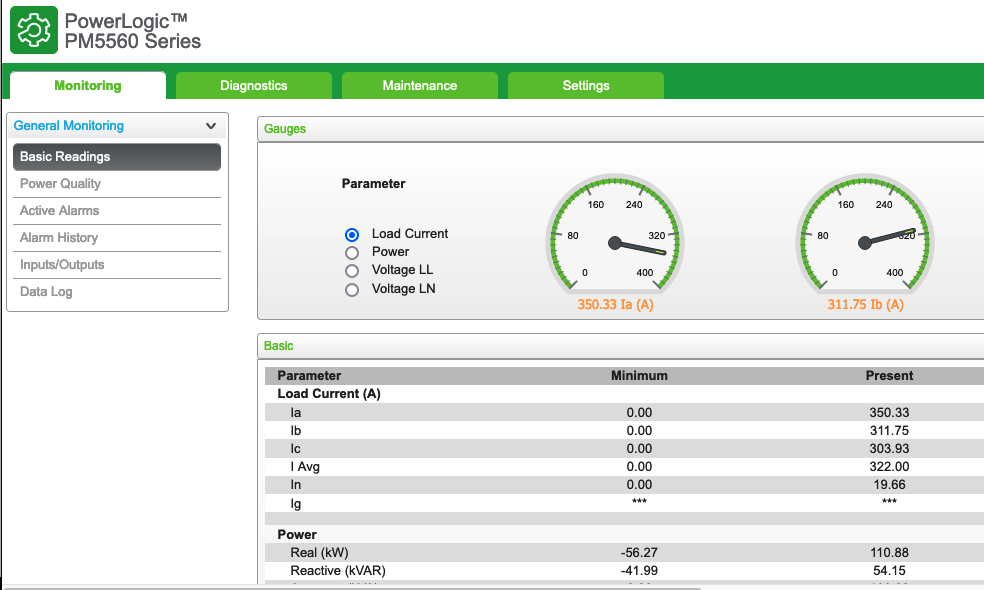 PowerLogic™
PM5560 Series
Monitoring Diagnostics Maintenance Settings
General Monitoring
Basic Readings
Power Quality
Active Alarms
Alarm History
Inputs/Outputs
Data Log
Gauges
Parameter
Load Current
Power
Voltage LL
Voltage LN
160 240
80 320
0 400
350.33 Ia (A)
160 240
80 320
0 400
311.75 Ib (A)
Basic
Parameter Minimum Present
Load Current (A)
Ia 0.00 350.33
Ib 0.00 311.75
Ic 0.00 303.93
I Avg 0.00 322.00
In 0.00 19.66
Ig *** ***
Power
Real (kW) -56.27 110.88
Reactive (kVAR) -41.99 54.15